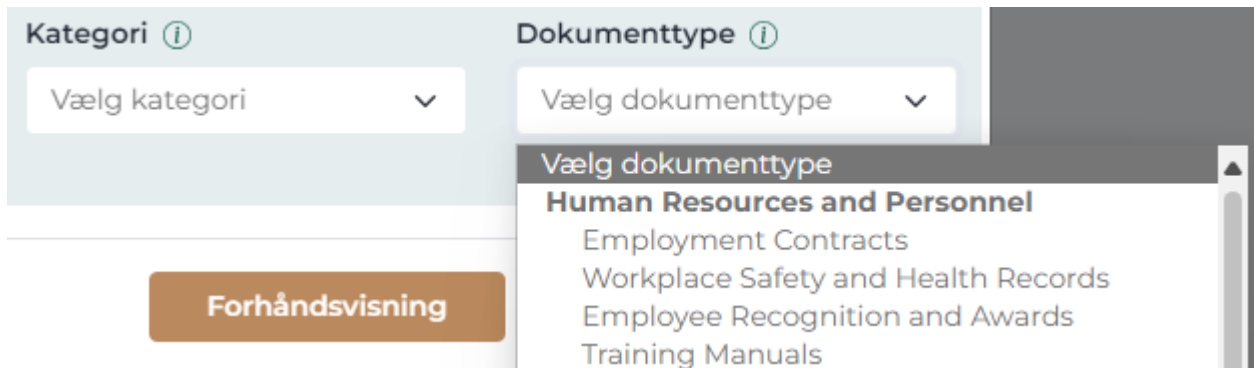 Kategori
Dokumenttype
Vælg kategori
Vælg dokumenttype
Vælg dokumenttype
Human Resources and Personnel
Employment Contracts
Workplace Safety and Health Records
Employee Recognition and Awards
Training Manuals
Forhåndsvisning